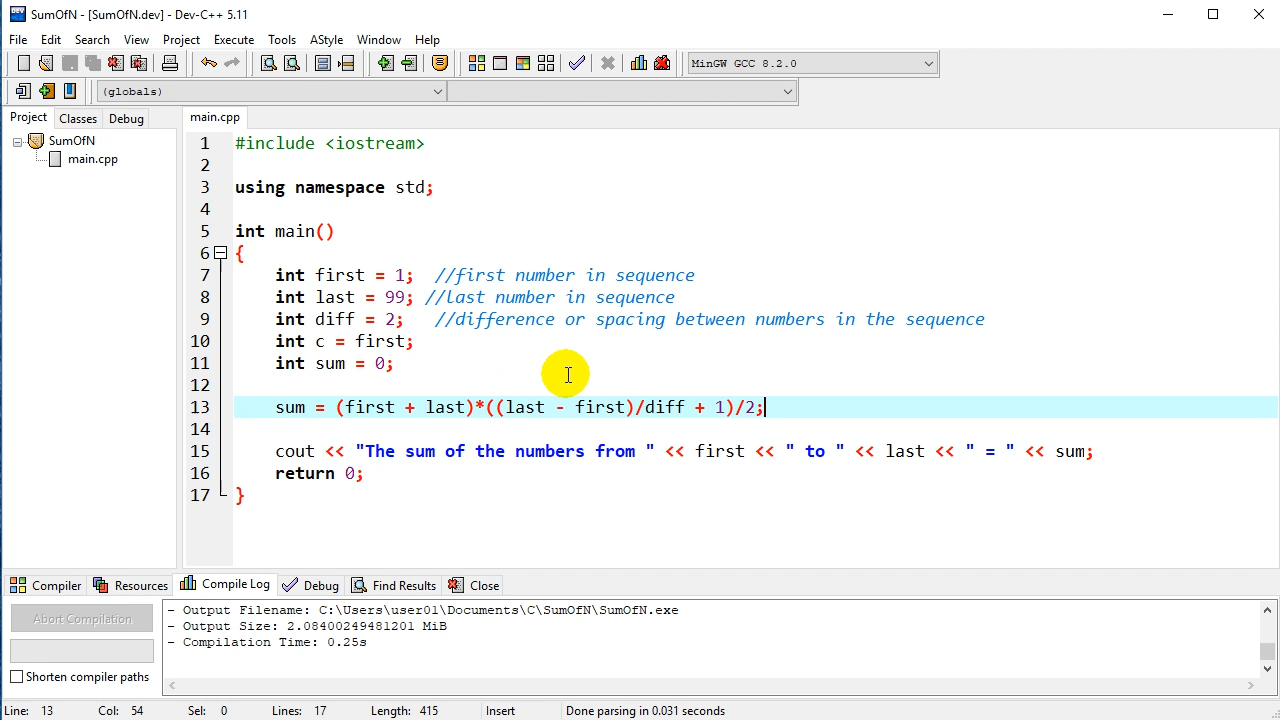 SumOfN - [SumOfN.dev] - Dev-C++ 5.11
File Edit Search View Project Execute Tools AStyle Window Help
MinGW GCC 8.2.0
(globals)
Project Classes Debug
main.cpp
SumOfN
main.cpp
1 #include <iostream>
2
3 using namespace std;
4
5 int main()
6 {
7 int first = 1; //first number in sequence
8 int last = 99; //last number in sequence
9 int diff = 2; //difference or spacing between numbers in the sequence
10 int c = first;
11 int sum = 0;
12
13 sum = (first + last)*((last - first)/diff + 1)/2;
14
15 cout << "The sum of the numbers from " << first << " to " << last << " = " << sum;
16 return 0;
17 }
Compiler Resources Compile Log Debug Find Results Close
Abort Compilation
Shorten compiler paths
- Output Filename: C:\Users\user01\Documents\C\SumOfN\SumOfN.exe
- Output Size: 2.08400249481201 MiB
- Compilation Time: 0.25s
Line: 13 Col: 54 Sel: 0 Lines: 17 Length: 415 Insert Done parsing in 0.031 seconds